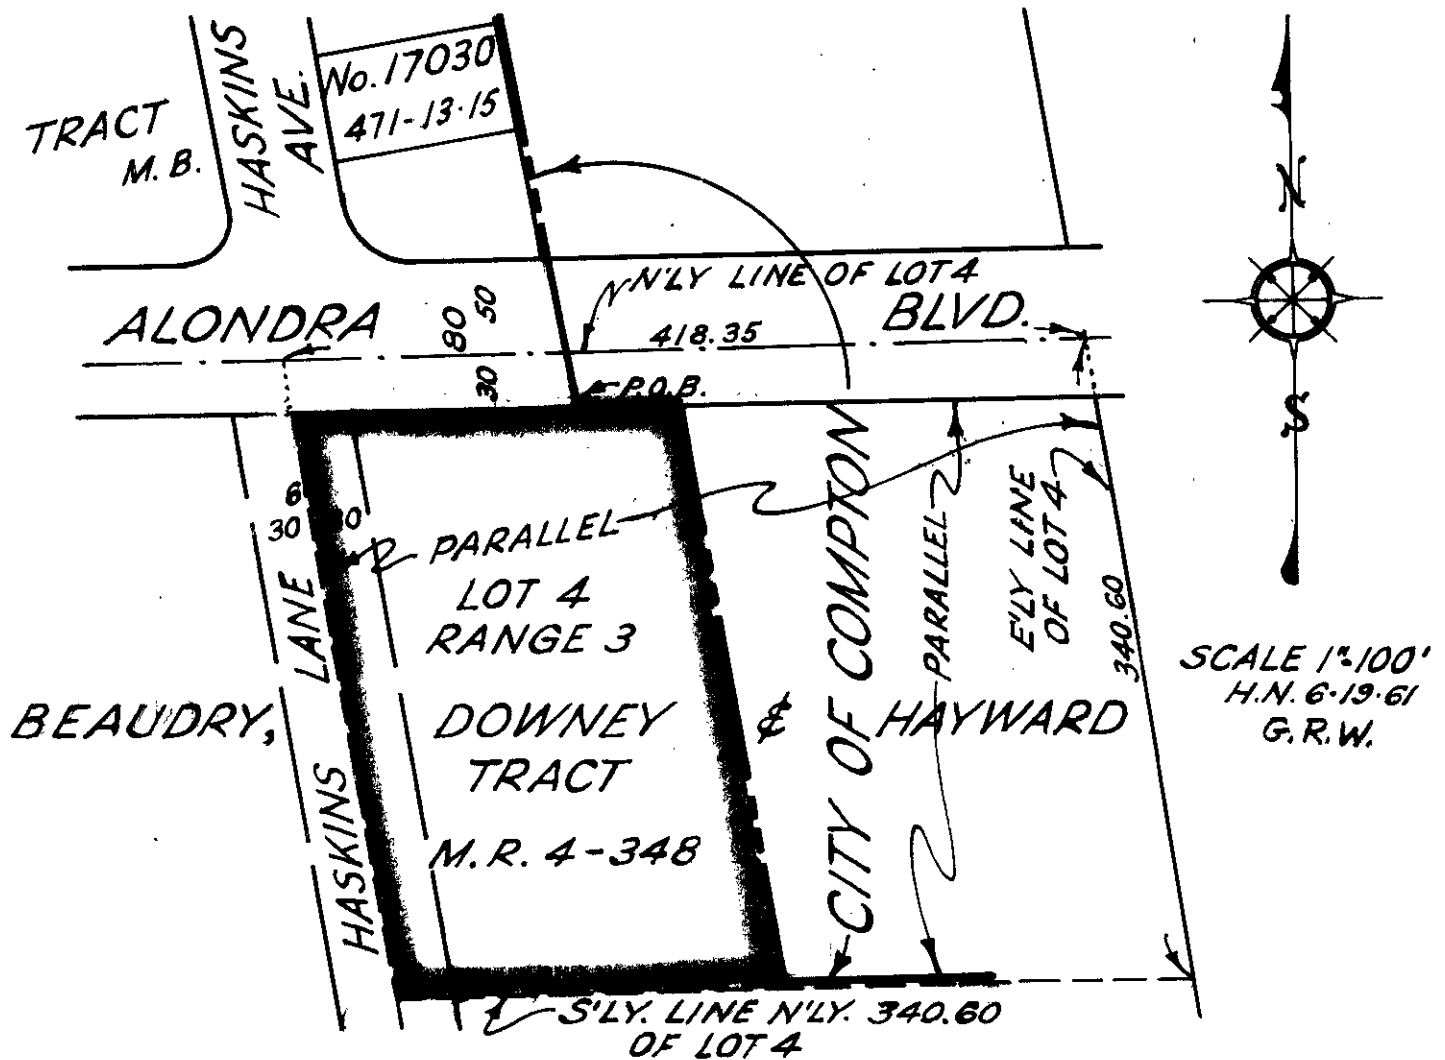 TRACT
M. B.
HASKINS
AVE.
No. 17030
471-13-15
N
S
ALONDRA
80
50
30
N'LY LINE OF LOT 4
418.35
BLVD.
P.O.B.
6
30
PARALLEL
LOT 4
RANGE 3
BEAUDRY,
DOWNEY
TRACT
& HAYWARD
M. R. 4-348
HASKINS LANE
CITY OF COMPTON
PARALLEL
E'LY LINE
OF LOT 4
340.60
SCALE 1"=100'
H.N. 6-19-61
G.R.W.
S'LY. LINE N'LY. 340.60
OF LOT 4